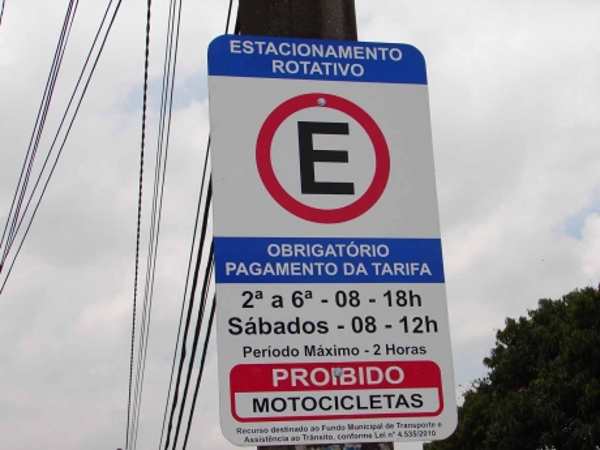 ESTACIONAMENTO
ROTATIVO
E
OBRIGATÓRIO
PAGAMENTO DA TARIFA
2ª a 6ª - 08 - 18h
Sábados - 08 - 12h
Período Máximo - 2 Horas
PROIBIDO
MOTOCICLETAS
Recurso destinado ao Fundo Municipal de Transporte e
Assistência ao Trânsito, conforme Lei nº 4.535/2010